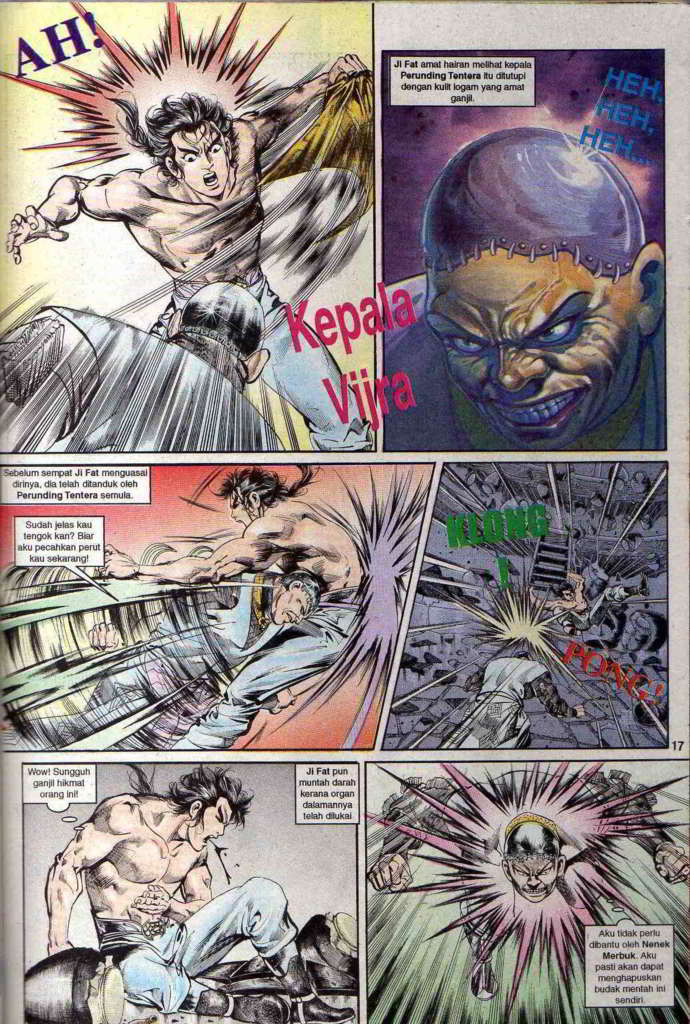 AH!
Ji Fat amat hairan melihat kepala
Perunding Tentera itu ditutupi
dengan kulit logam yang amat
ganjil.
HEH,
HEH,
HEH...
Kepala
Vijra
Sebelum sempat Ji Fat menguasai
dirinya, dia telah ditanduk oleh
Perunding Tentera semula.
Sudah jelas kau
tengok kan? Biar
aku pecahkan perut
kau sekarang!
KLONG
!
PONG!
17
Wow! Sungguh
ganjil hikmat
orang ini!
Ji Fat pun
muntah darah
kerana organ
dalamannya
telah dilukai
Aku tidak perlu
dibantu oleh Nenek
Merbuk. Aku
pasti akan dapat
menghapuskan
budak mentah ini
sendiri.